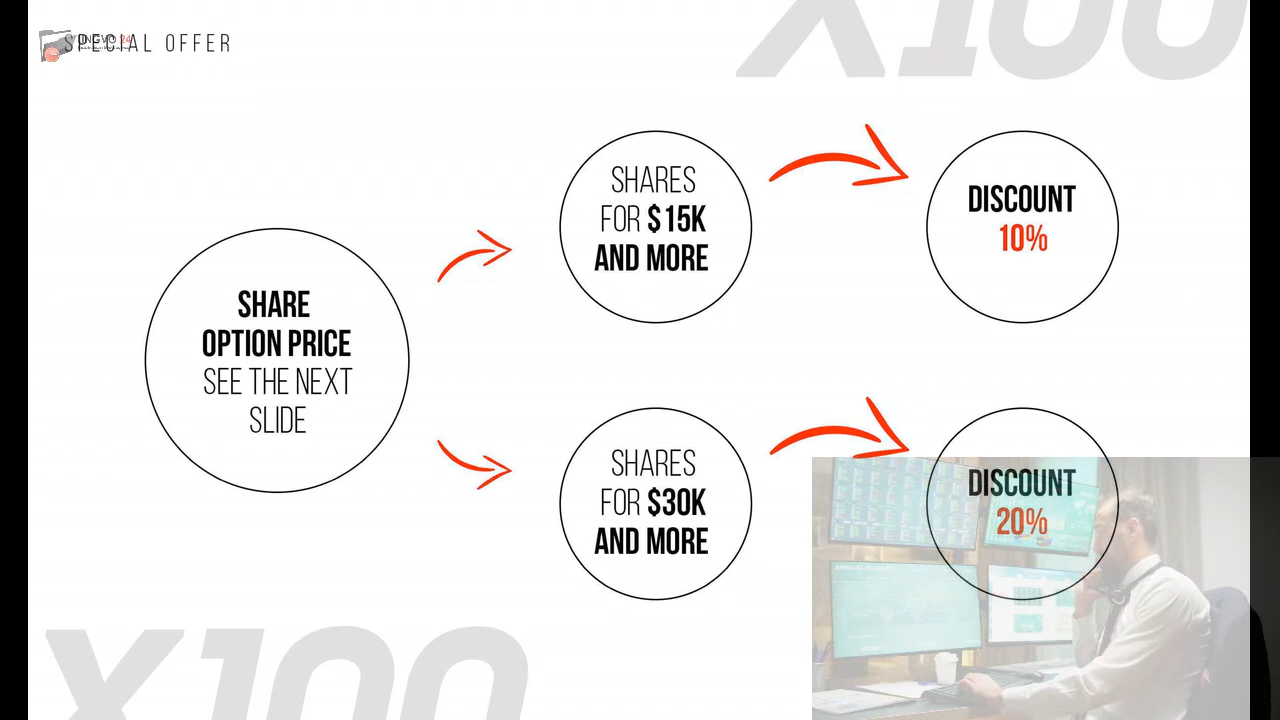 SPECIAL OFFER
X100
SHARE
OPTION PRICE
SEE THE NEXT
SLIDE
SHARES
FOR $15K
AND MORE
DISCOUNT
10%
SHARES
FOR $30K
AND MORE
DISCOUNT
20%
X100